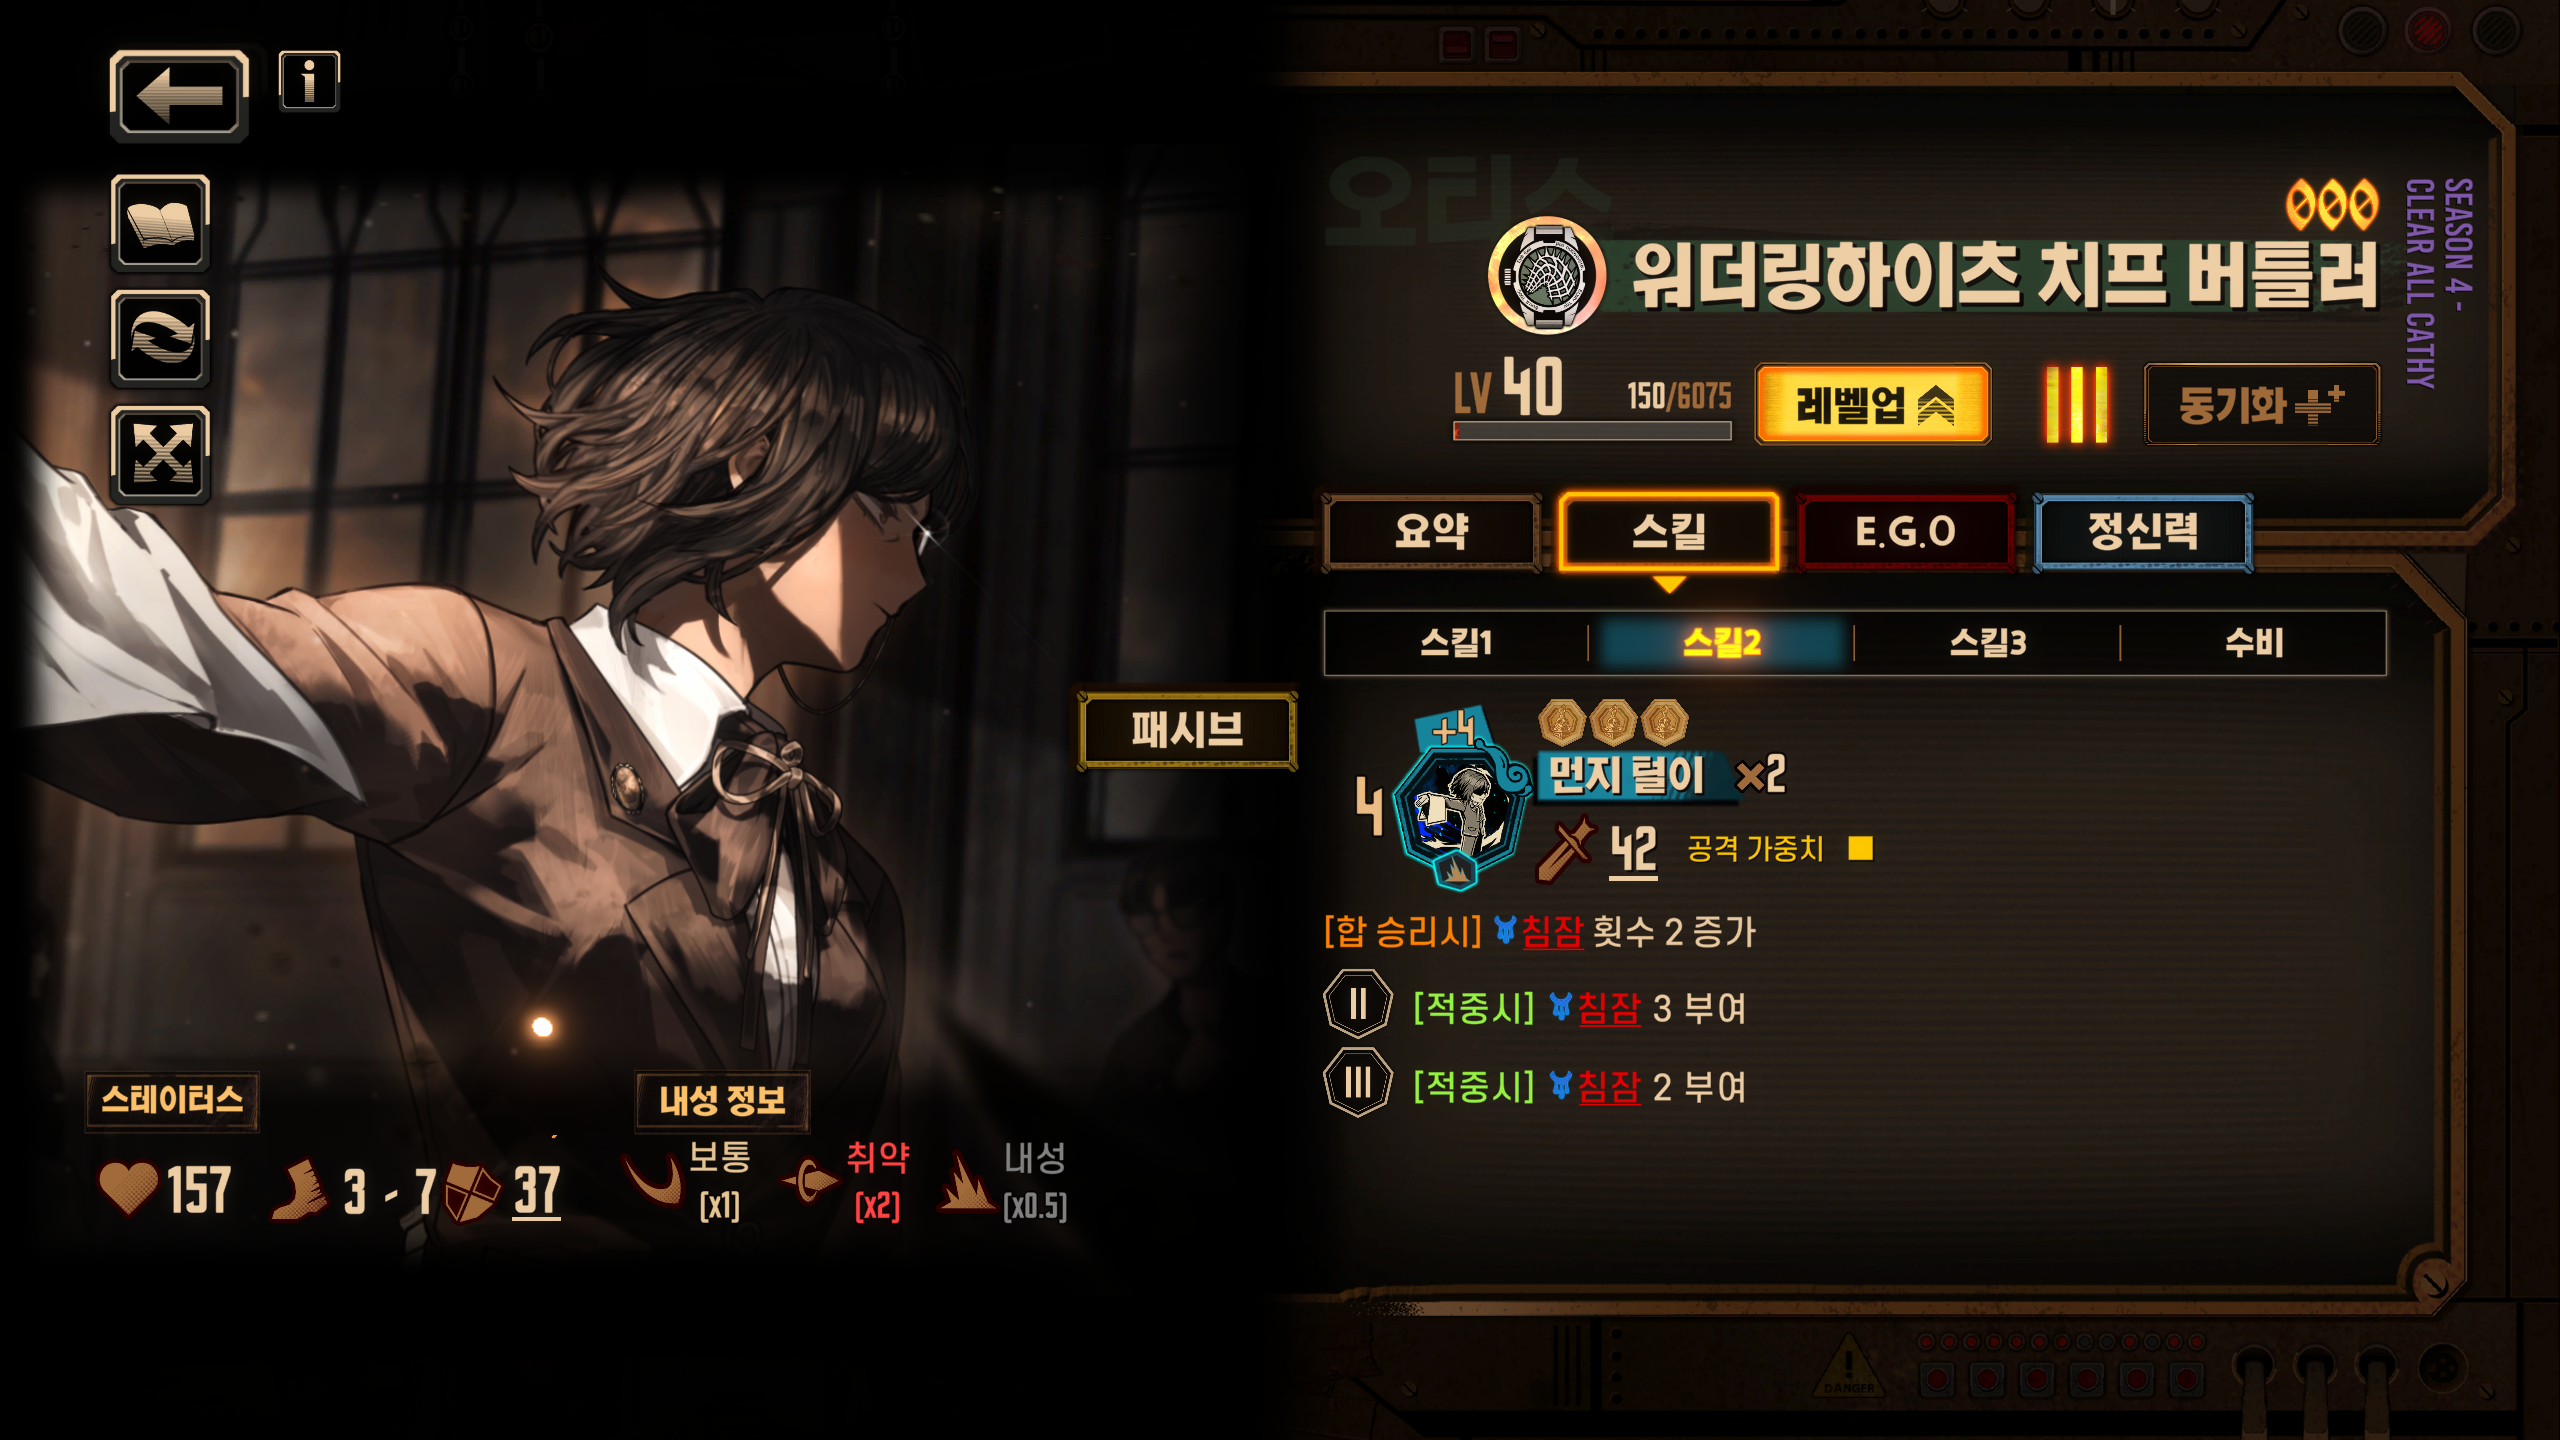 오티스
워더링하이츠 치프 버틀러
SEASON 4 -
CLEAR ALL CATHY
LV 40
150/6075
레벨업
동기화
요약
스킬
E.G.O
정신력
스킬1
스킬2
스킬3
수비
패시브
+4
4
먼지 털이 ×2
42
공격 가중치
[합 승리시] 침잠 횟수 2 증가
II [적중시] 침잠 3 부여
III [적중시] 침잠 2 부여
스테이터스
157
3 - 7
37
내성 정보
보통
[x1]
취약
[x2]
내성
[x0.5]
DANGER